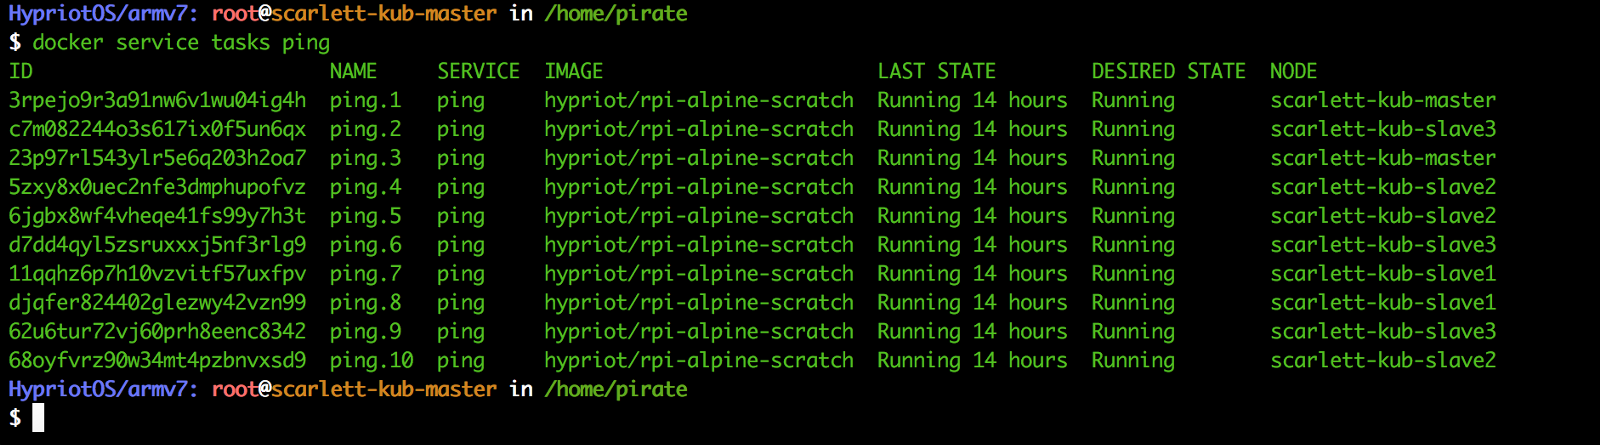 HypriotOS/armv7: root@scarlett-kub-master in /home/pirate
$ docker service tasks ping
ID NAME SERVICE IMAGE LAST STATE DESIRED STATE NODE
3rpejo9r3a91nw6v1wu04ig4h ping.1 ping hypriot/rpi-alpine-scratch Running 14 hours Running scarlett-kub-master
c7m082244o3s617ix0f5un6qx ping.2 ping hypriot/rpi-alpine-scratch Running 14 hours Running scarlett-kub-slave3
23p97rl543ylr5e6q203h2oa7 ping.3 ping hypriot/rpi-alpine-scratch Running 14 hours Running scarlett-kub-master
5zxy8x0uec2nfe3dmphupofvz ping.4 ping hypriot/rpi-alpine-scratch Running 14 hours Running scarlett-kub-slave2
6jgbx8wf4vheqe41fs99y7h3t ping.5 ping hypriot/rpi-alpine-scratch Running 14 hours Running scarlett-kub-slave2
d7dd4qyl5zsruxxxj5nf3rlg9 ping.6 ping hypriot/rpi-alpine-scratch Running 14 hours Running scarlett-kub-slave3
11qqhz6p7h10vzvitf57uxfpv ping.7 ping hypriot/rpi-alpine-scratch Running 14 hours Running scarlett-kub-slave1
djqfer824402glezwy42vzn99 ping.8 ping hypriot/rpi-alpine-scratch Running 14 hours Running scarlett-kub-slave1
62u6tur72vj60prh8eenc8342 ping.9 ping hypriot/rpi-alpine-scratch Running 14 hours Running scarlett-kub-slave3
68oyfvrz90w34mt4pzbnvxsd9 ping.10 ping hypriot/rpi-alpine-scratch Running 14 hours Running scarlett-kub-slave2
HypriotOS/armv7: root@scarlett-kub-master in /home/pirate
$